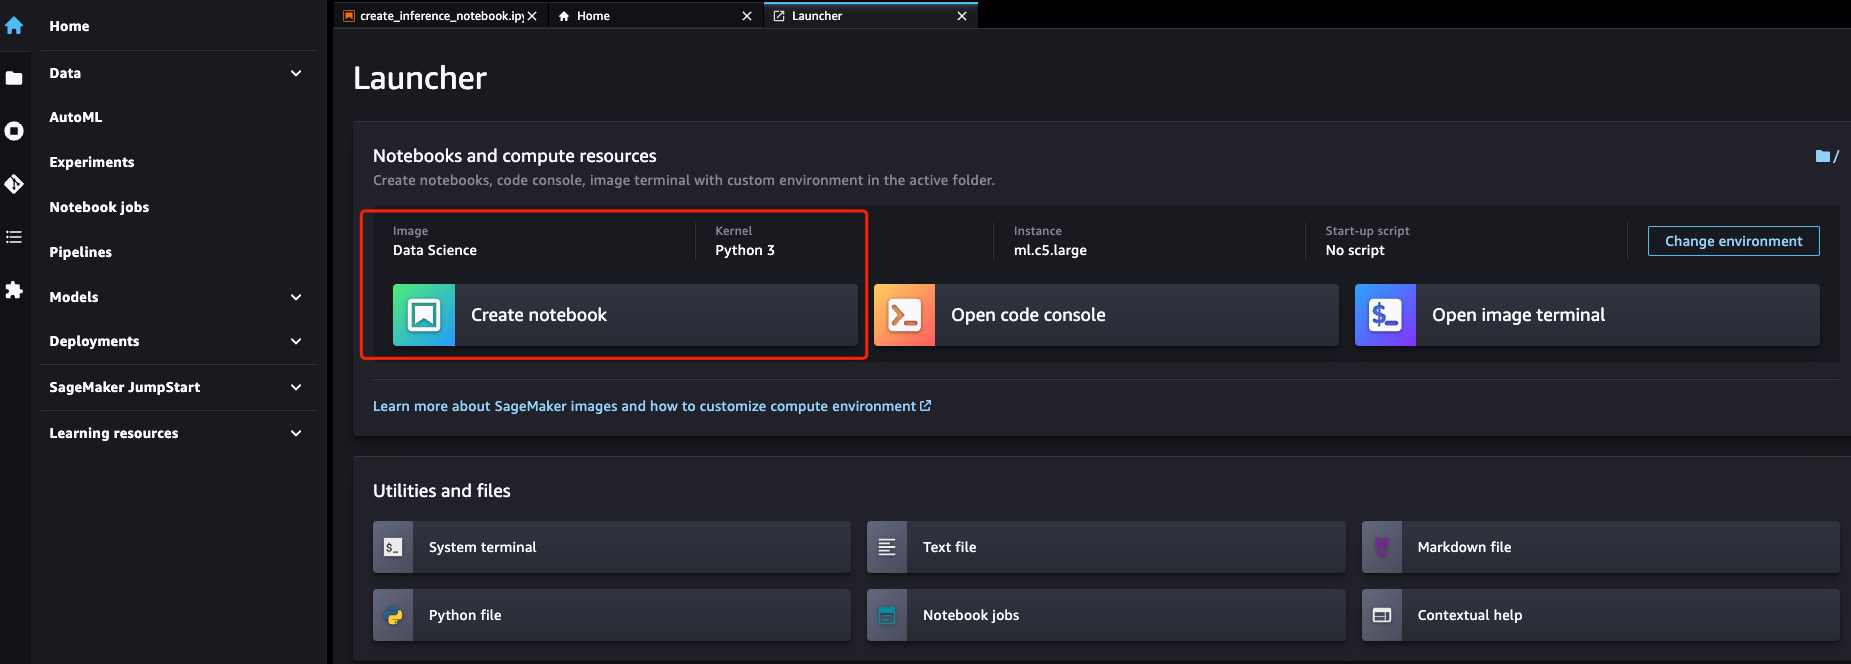 Home
Data
AutoML
Experiments
Notebook jobs
Pipelines
Models
Deployments
SageMaker JumpStart
Learning resources
create_inference_notebook.ipy
Home
Launcher
Launcher
Notebooks and compute resources
/
Create notebooks, code console, image terminal with custom environment in the active folder.
Image
Data Science
Kernel
Python 3
Instance
ml.c5.large
Start-up script
No script
Change environment
Create notebook
Open code console
$_
Open image terminal
Learn more about SageMaker images and how to customize compute environment
Utilities and files
$_
System terminal
Text file
Markdown file
Python file
Notebook jobs
Contextual help